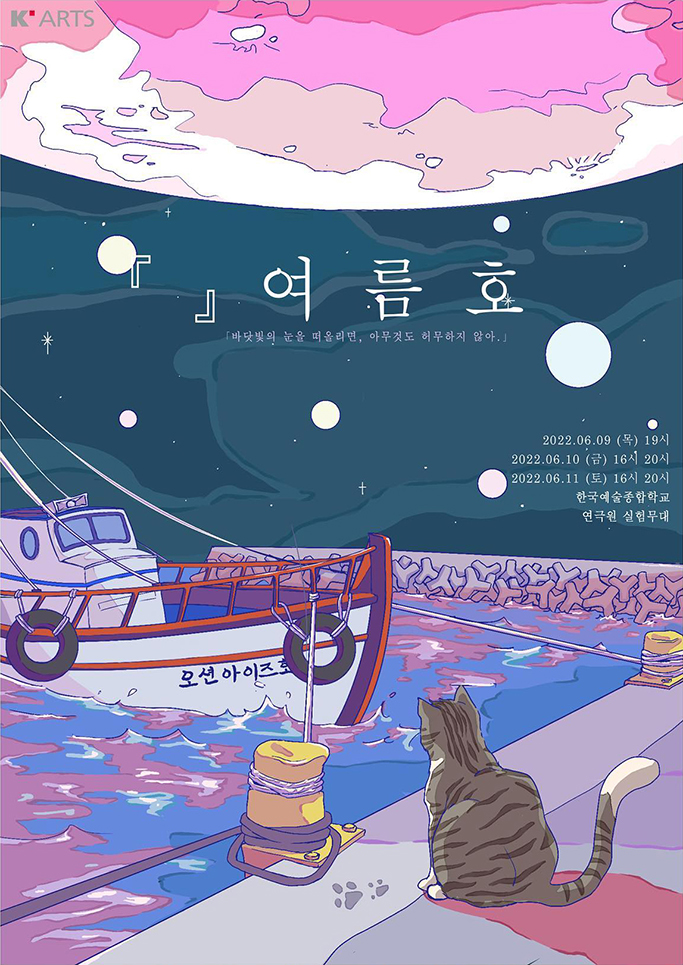 K'ARTS
『 』 여름호
「바닷빛의 눈을 떠올리면, 아무것도 허무하지 않아.」
2022.06.09 (목) 19시
2022.06.10 (금) 16시 20시
2022.06.11 (토) 16시 20시
한국예술종합학교
연극원 실험무대
오션아이즈호